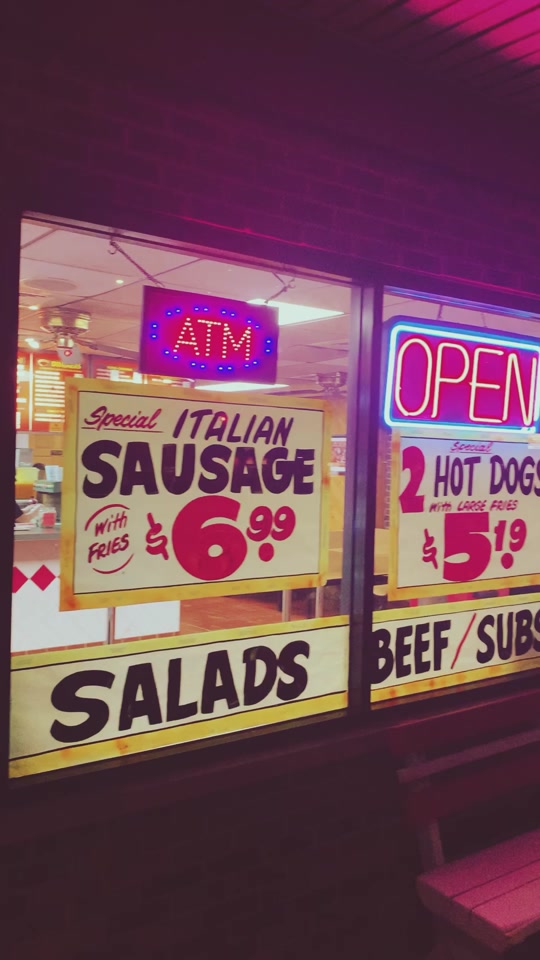 ATM
Special ITALIAN
SAUSAGE
With
FRIES
$6.99
SALADS
OPEN
Special
2 HOT DOGS
With LARGE FRIES
$5.19
BEEF/SUBS